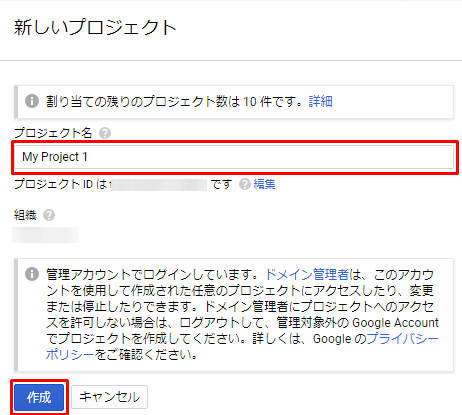 新しいプロジェクト
割り当ての残りのプロジェクト数は 10 件です。詳細
プロジェクト名
My Project 1
プロジェクト ID は です 編集
組織
管理アカウントでログインしています。ドメイン管理者は、このアカウ
ントを使用して作成された任意のプロジェクトにアクセスしたり、変更
または停止したりできます。ドメイン管理者にプロジェクトへのアクセ
スを許可しない場合は、ログアウトして、管理対象外の Google Account
でプロジェクトを作成してください。詳しくは、Google のプライバシー
ポリシーをご確認ください。
作成 キャンセル